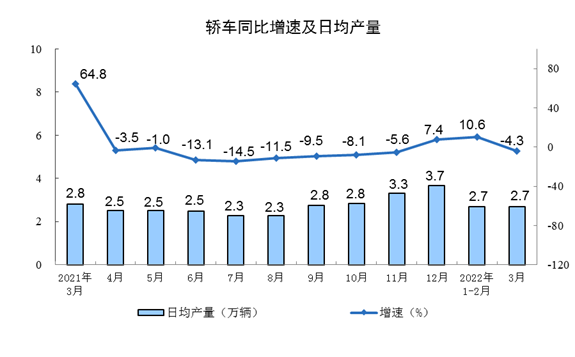 轿车同比增速及日均产量
10
8
6
4
2
0
80
40
0
-40
-80
-120
64.8
-3.5
-1.0
-13.1
-14.5
-11.5
-9.5
-8.1
-5.6
7.4
10.6
-4.3
2.8
2.5
2.5
2.5
2.3
2.3
2.8
2.8
3.3
3.7
2.7
2.7
2021年
3月
4月
5月
6月
7月
8月
9月
10月
11月
12月
2022年
1-2月
3月
日均产量（万辆）
增速（%）